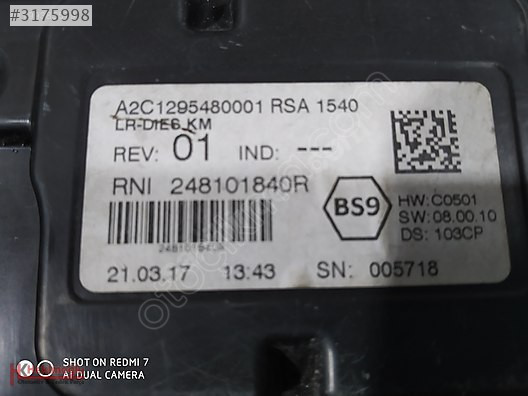 #3175998
A2C1295480001 RSA 1540
LR-DIE6 KM
REV: 01 IND: ---
RNI 248101840R
BS9
HW: C0501
SW: 08.00.10
DS: 103CP
248101840R
21.03.17 13:43 SN: 005718
SHOT ON REDMI 7
AI DUAL CAMERA